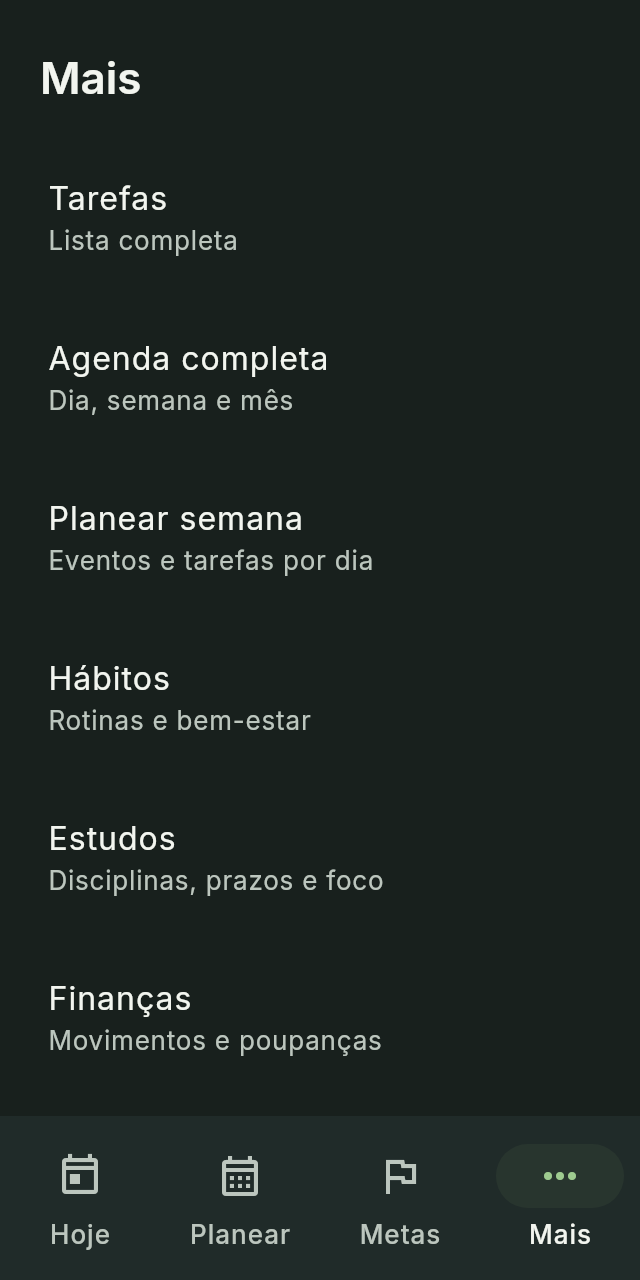 Mais
Tarefas
Lista completa
Agenda completa
Dia, semana e mês
Planear semana
Eventos e tarefas por dia
Hábitos
Rotinas e bem-estar
Estudos
Disciplinas, prazos e foco
Finanças
Movimentos e poupanças
Hoje
Planear
Metas
Mais